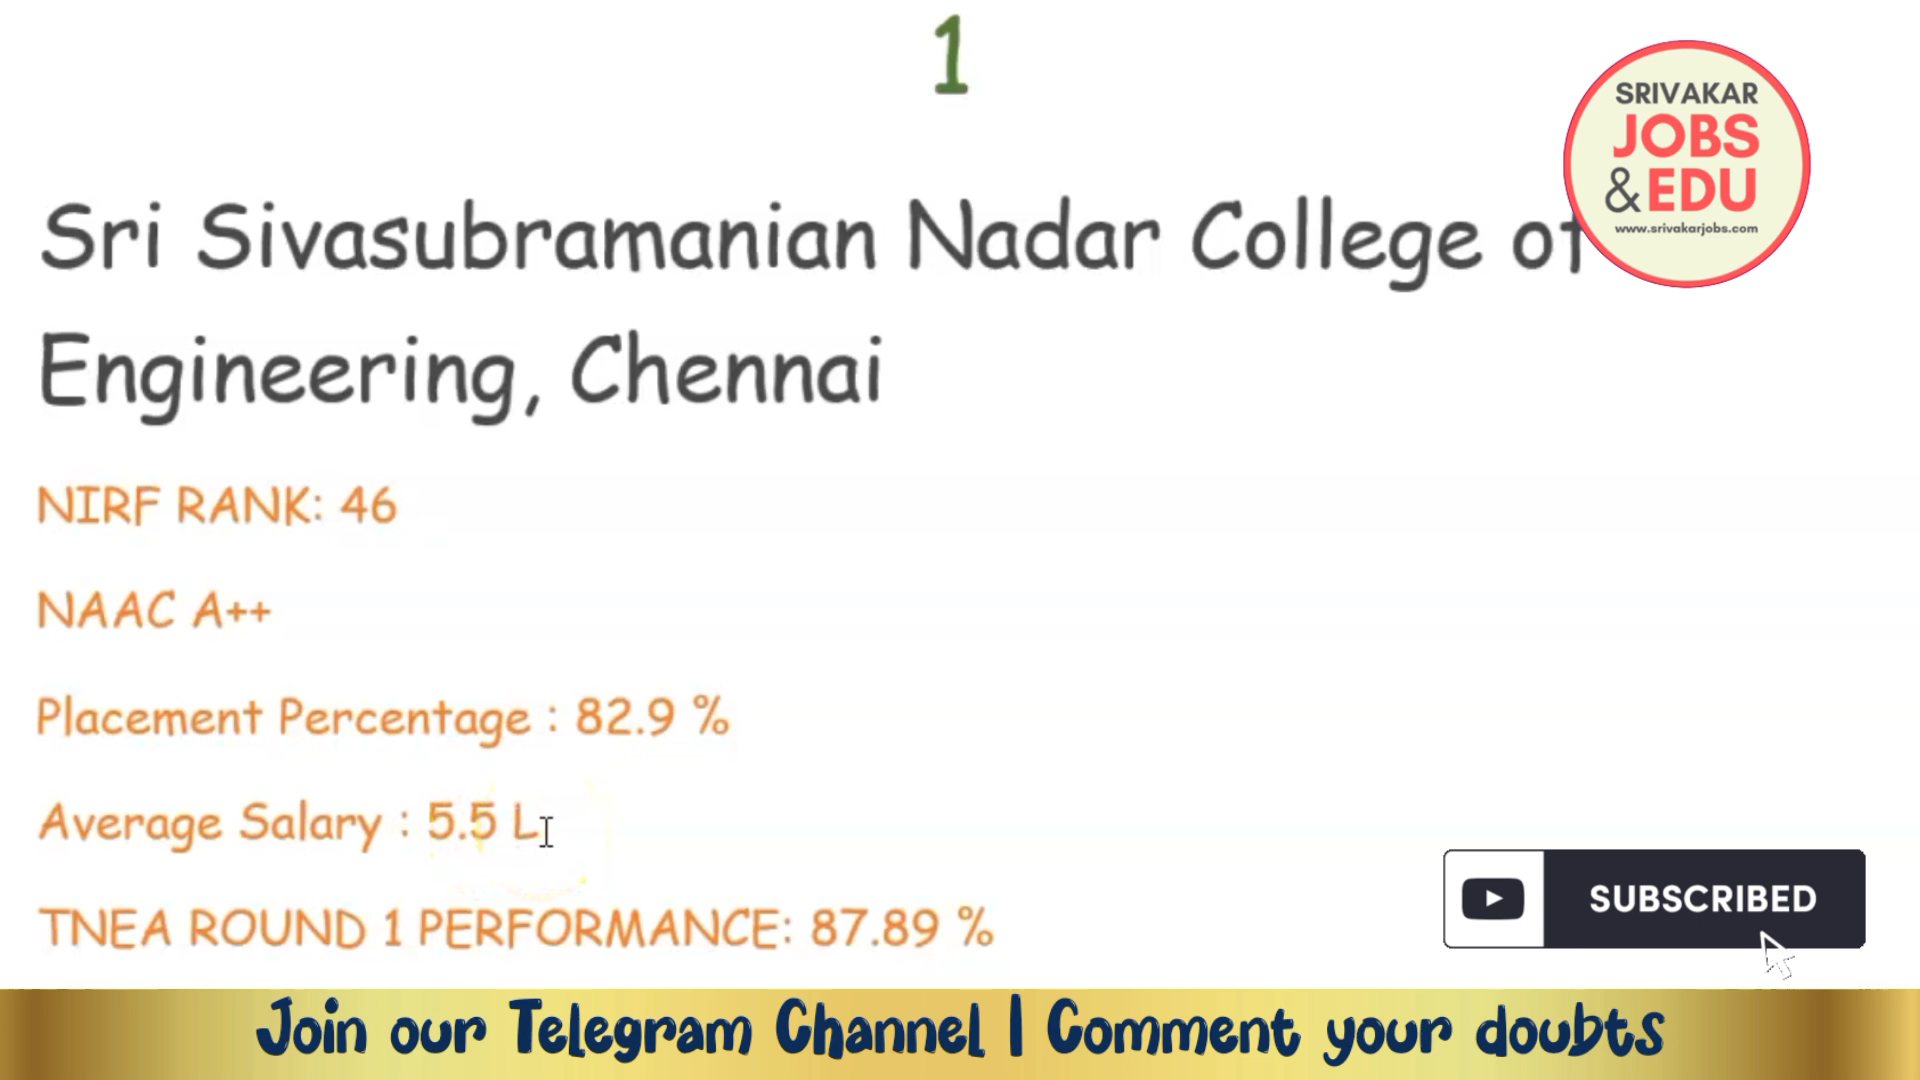 1
SRIVAKAR
JOBS
&EDU
www.srivakarjobs.com
Sri Sivasubramanian Nadar College of
Engineering, Chennai
NIRF RANK: 46
NAAC A++
Placement Percentage : 82.9 %
Average Salary : 5.5 L
TNEA ROUND 1 PERFORMANCE: 87.89 %
SUBSCRIBED
Join our Telegram Channel | Comment your doubts